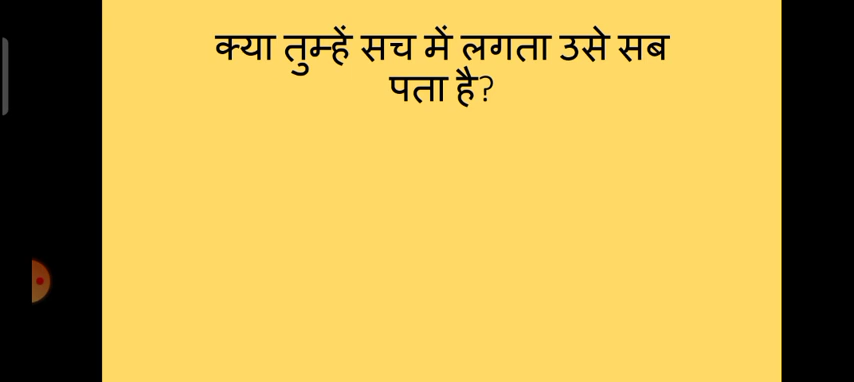 क्या तुम्हें सच में लगता उसे सब
पता है?